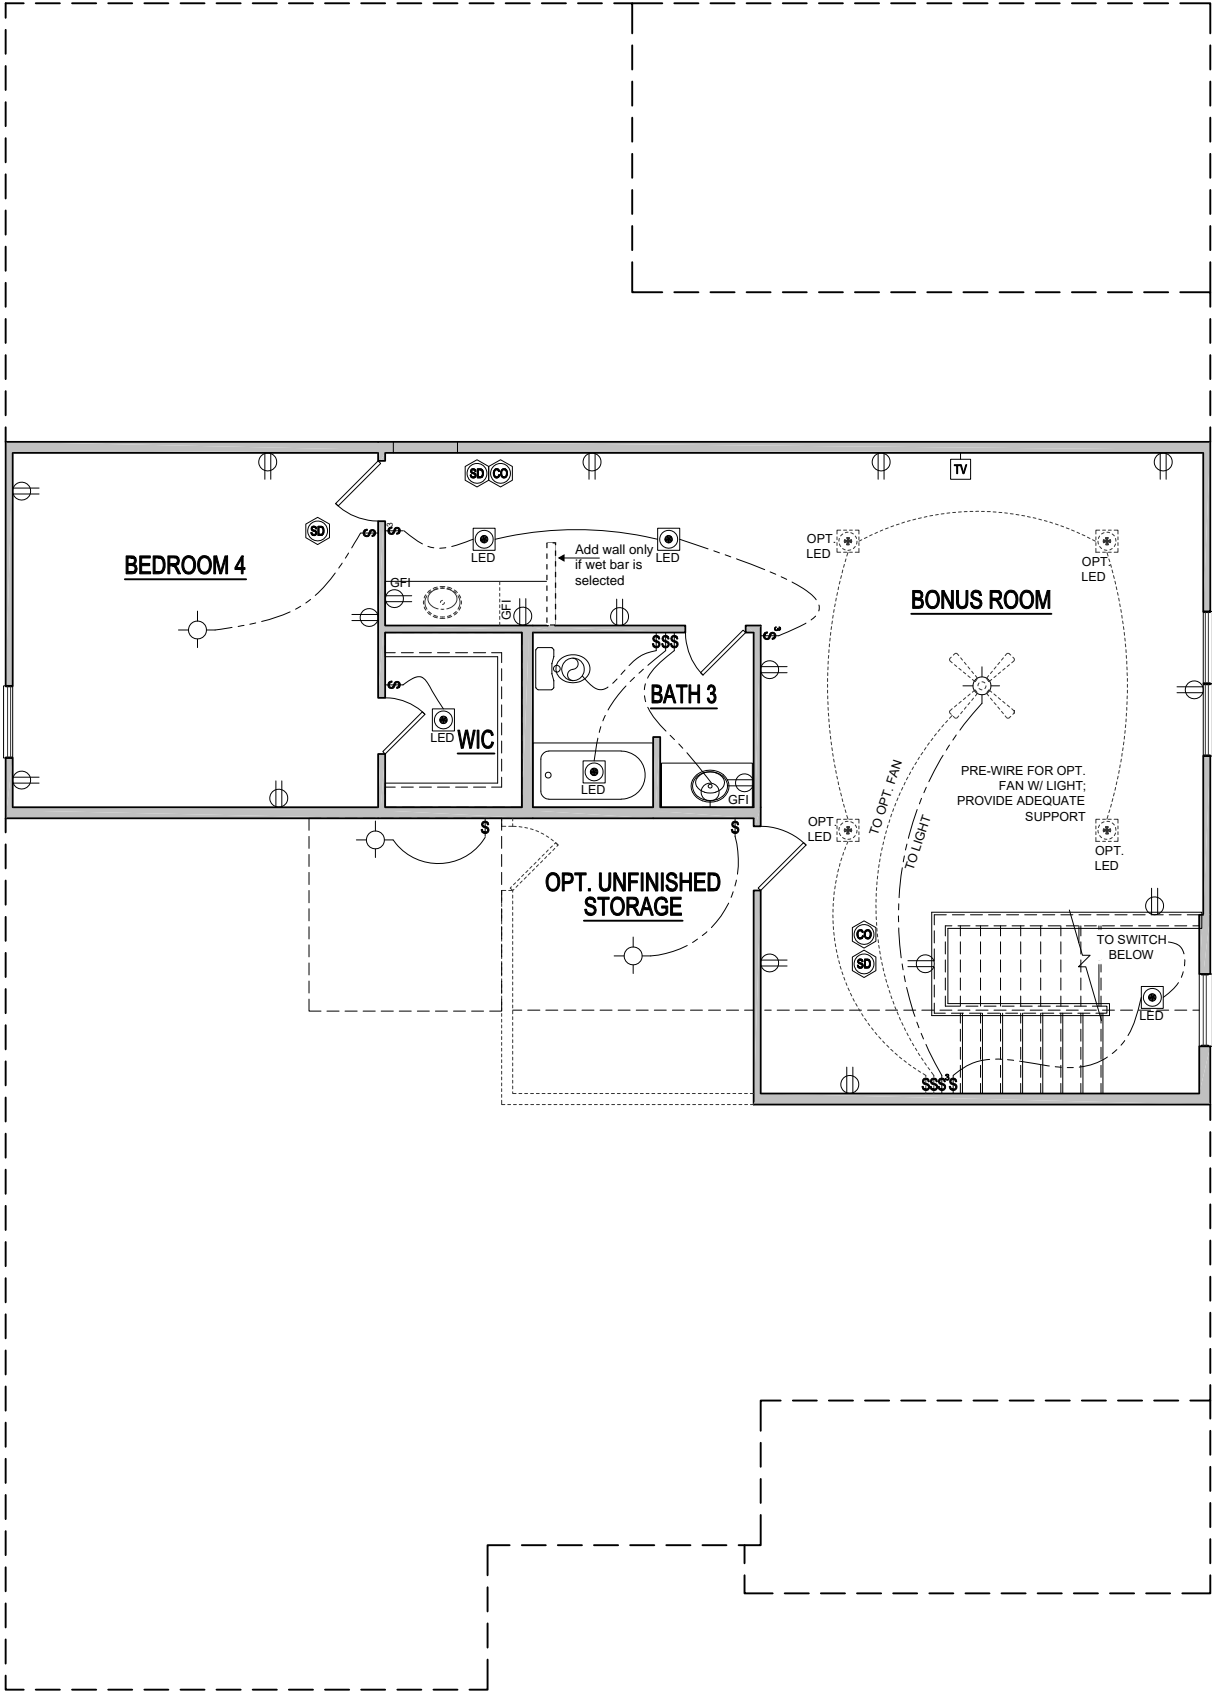 SD CO
TV
SD
$
$3
BEDROOM 4
LED
LED
Add wall only
if wet bar is
selected
OPT.
LED
OPT.
LED
GFI
GFI
BONUS ROOM
$3
$$$
BATH 3
$
LED
WIC
LED
GFI
PRE-WIRE FOR OPT.
FAN W/ LIGHT;
PROVIDE ADEQUATE
SUPPORT
TO OPT. FAN
TO LIGHT
OPT.
LED
OPT.
LED
$
$
OPT. UNFINISHED
STORAGE
CO
SD
TO SWITCH
BELOW
LED
$$$3$